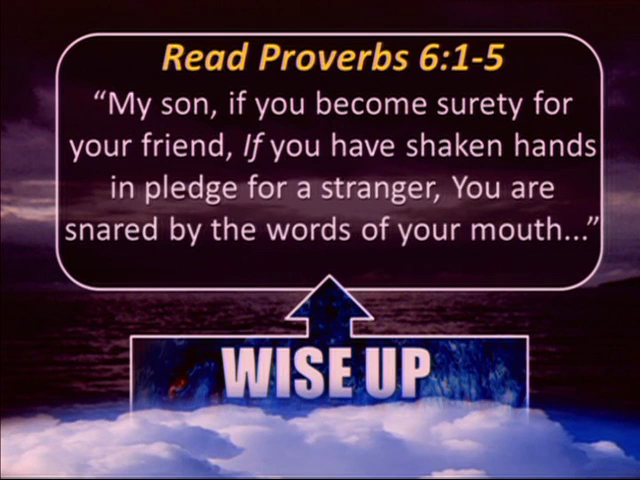 Read Proverbs 6:1-5
“My son, if you become surety for
your friend, If you have shaken hands
in pledge for a stranger, You are
snared by the words of your mouth...”
WISE UP